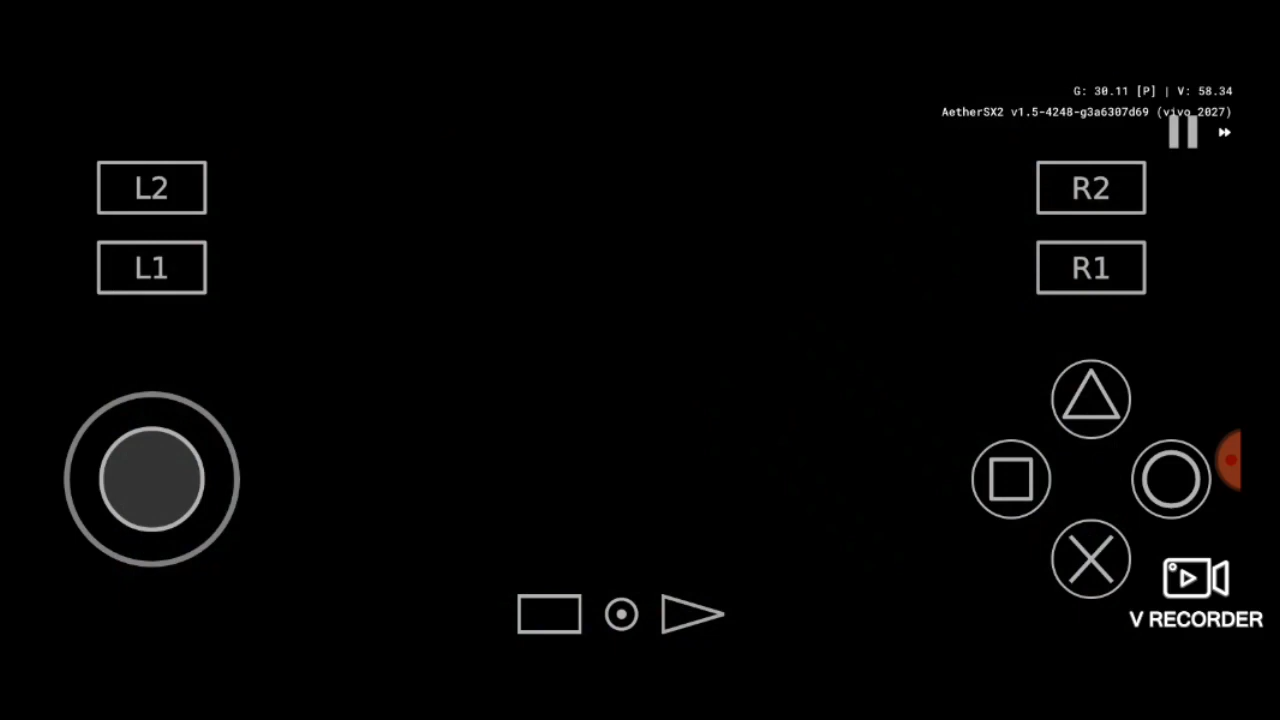 G: 30.11 [P] | V: 58.34
AetherSX2 v1.5-4248-g3a6307d69 (vivo 2027)
L2
R2
L1
R1
V RECORDER